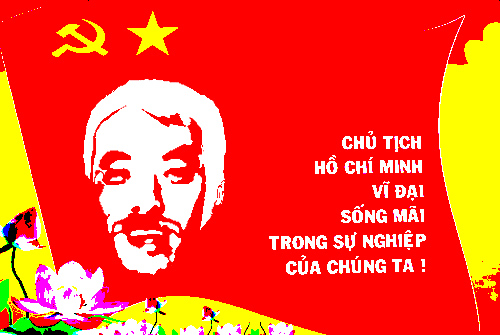 CHỦ TỊCH
HỒ CHÍ MINH
VĨ ĐẠI
SỐNG MÃI
TRONG SỰ NGHIỆP
CỦA CHÚNG TA !